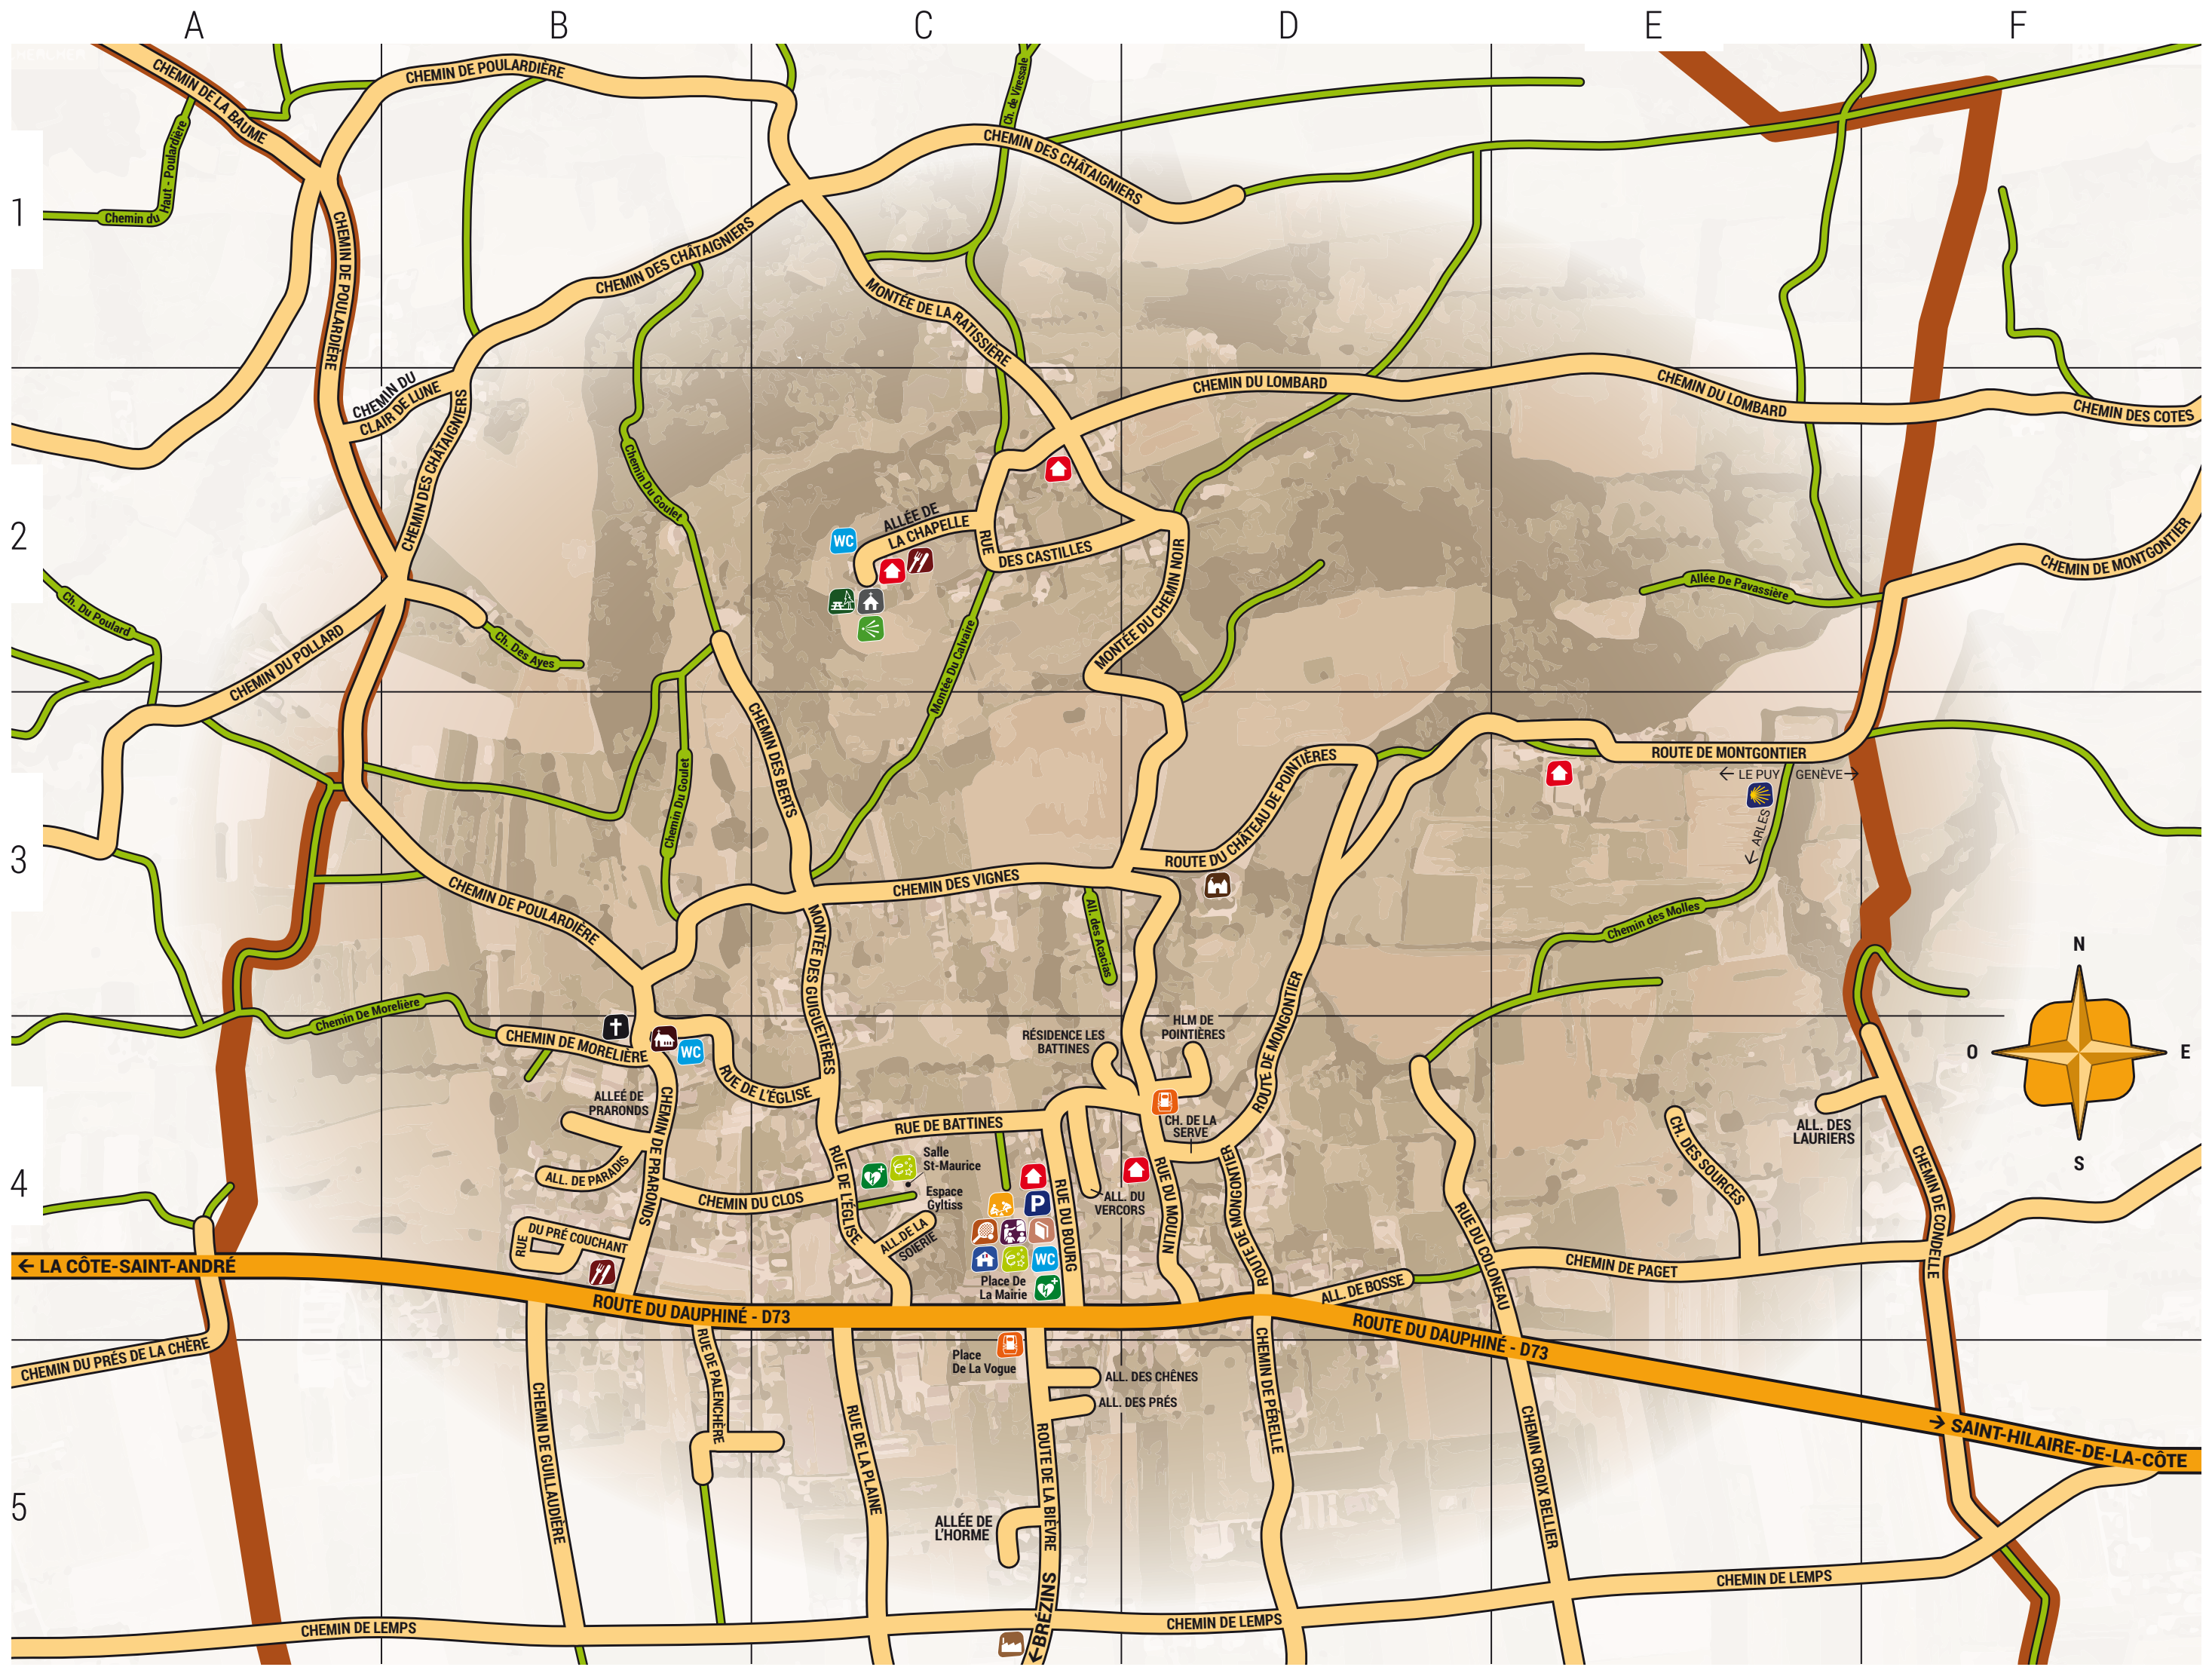 A
B
C
D
E
F
1
2
3
4
5
CHEMIN DE LA BAUME
CHEMIN DE POULARDIÈRE
Ch. de Viressale
Chemin du
Haut - Poulardière
CHEMIN DES CHÂTAIGNIERS
CHEMIN DE POULARDIÈRE
CHEMIN DES CHÂTAIGNIERS
MONTÉE DE LA RATISSIÈRE
CHEMIN DU
CLAIR DE LUNE
CHEMIN DES CHÂTAIGNIERS
CHEMIN DU LOMBARD
CHEMIN DU LOMBARD
CHEMIN DES COTES
Chemin Du Goulet
WC
ALLÉE DE
LA CHAPELLE
RUE
DES CASTILLES
MONTÉE DU CHEMIN NOIR
CHEMIN DE MONTGONTIER
Allée De Pavassière
Ch. Du Poulard
CHEMIN DU POLLARD
Ch. Des Ayes
Montée Du Calvaire
CHEMIN DES BERTS
Chemin Du Goulet
ROUTE DU CHÂTEAU DE POINTIÈRES
ROUTE DE MONTGONTIER
← LE PUY
GENÈVE →
← ARLES
CHEMIN DES VIGNES
CHEMIN DE POULARDIÈRE
MONTÉE DES GUIGUETIÈRES
All. des Acacias
Chemin des Molles
ROUTE DE MONGONTIER
Chemin De Morelière
N
O
E
S
CHEMIN DE MORELIÈRE
WC
RUE DE L'ÉGLISE
RÉSIDENCE LES
BATTINES
HLM DE
POINTIÈRES
ALLEÉ DE
PRARONDS
CHEMIN DE PRARONDS
ALL. DE PARADIS
RUE DE BATTINES
CH. DE LA
SERVE
CH. DES SOURCES
ALL. DES
LAURIERS
Salle
St-Maurice
Espace
Gyltiss
CHEMIN DU CLOS
RUE DE L'ÉGLISE
ALL. DE LA
SOIERIE
P
WC
Place De
La Mairie
RUE DU BOURG
ALL. DU
VERCORS
RUE DU MOULIN
ROUTE DE MONGONTIER
RUE DU COLONEAU
CHEMIN DE PAGET
CHEMIN DE CONDELLE
RUE
DU PRÉ COUCHANT
← LA CÔTE-SAINT-ANDRÉ
ROUTE DU DAUPHINÉ - D73
ALL. DE BOSSE
ROUTE DU DAUPHINÉ - D73
→ SAINT-HILAIRE-DE-LA-CÔTE
CHEMIN DU PRÉS DE LA CHÈRE
CHEMIN DE GUILLAUDIÈRE
RUE DE PALENCHÈRE
RUE DE LA PLAINE
Place
De La Vogue
ALL. DES CHÊNES
ALL. DES PRÉS
ROUTE DE LA BIÈVRE
CHEMIN DE PÉRELLE
CHEMIN CROIX BELLIER
ALLÉE DE
L'HORME
CHEMIN DE LEMPS
CHEMIN DE LEMPS
CHEMIN DE LEMPS
← BRÉZINS